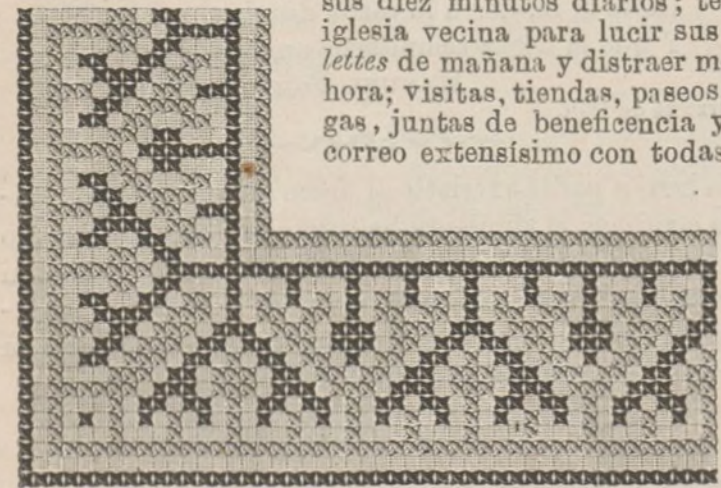 sus diez minutos diarios; te
iglesia vecina para lucir sus
lettes de mañana y distraer m
hora; visitas, tiendas, paseos
gas, juntas de beneficencia y
correo extensísimo con todas